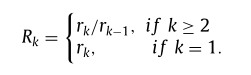 R_k = { r_k/r_{k-1}, if k ≥ 2
r_k, if k = 1.